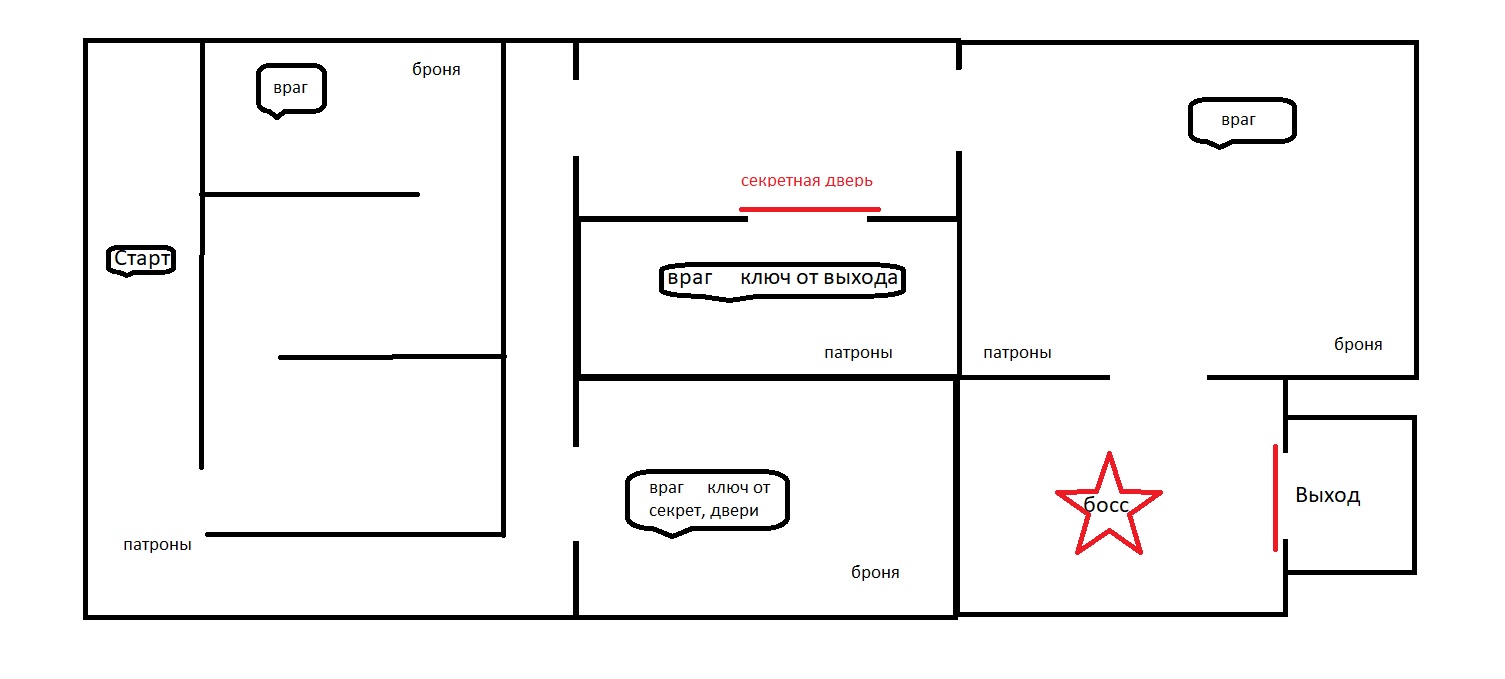 броня
враг
враг
секретная дверь
Старт
враг ключ от выхода
патроны
патроны
броня
враг ключ от
секрет, двери
босс
Выход
патроны
броня